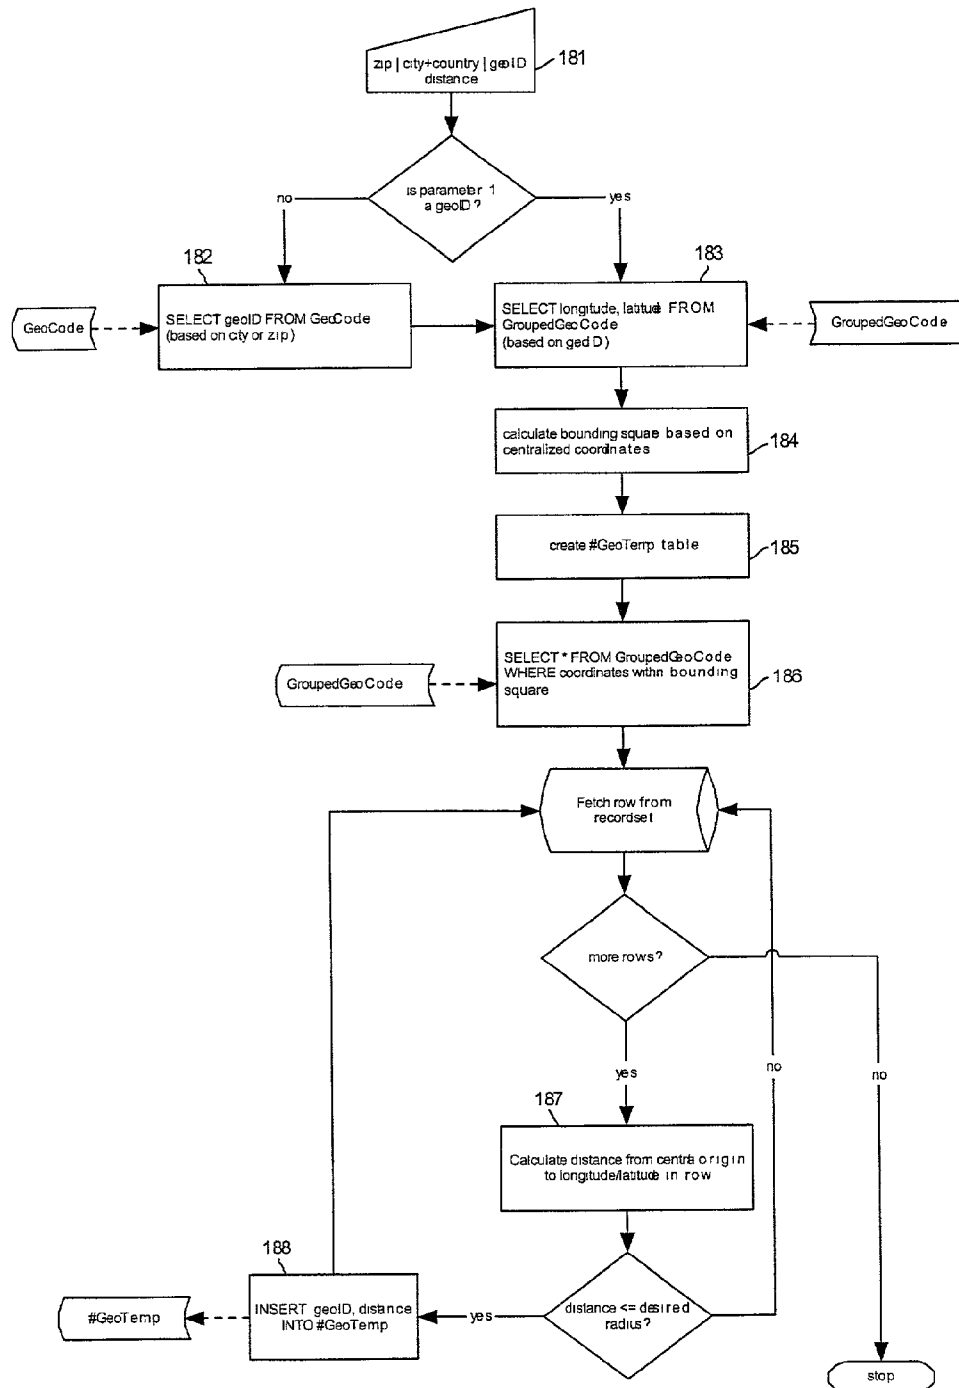 zip | city+country | geoID
distance
181
is parameter 1
a geoID?
no
yes
182
183
GeoCode
SELECT geoID FROM GeoCode
(based on city or zip)
SELECT longitude, latitude FROM
GroupedGeoCode
(based on geoID)
GroupedGeoCode
calculate bounding square based on
centralized coordinates
184
create #GeoTemp table
185
GroupedGeoCode
SELECT * FROM GroupedGeoCode
WHERE coordinates within bounding
square
186
Fetch row from
recordset
more rows?
yes
no
no
187
Calculate distance from central origin
to longitude/latitude in row
188
#GeoTemp
INSERT geoID, distance
INTO #GeoTemp
yes
distance <= desired
radius?
stop